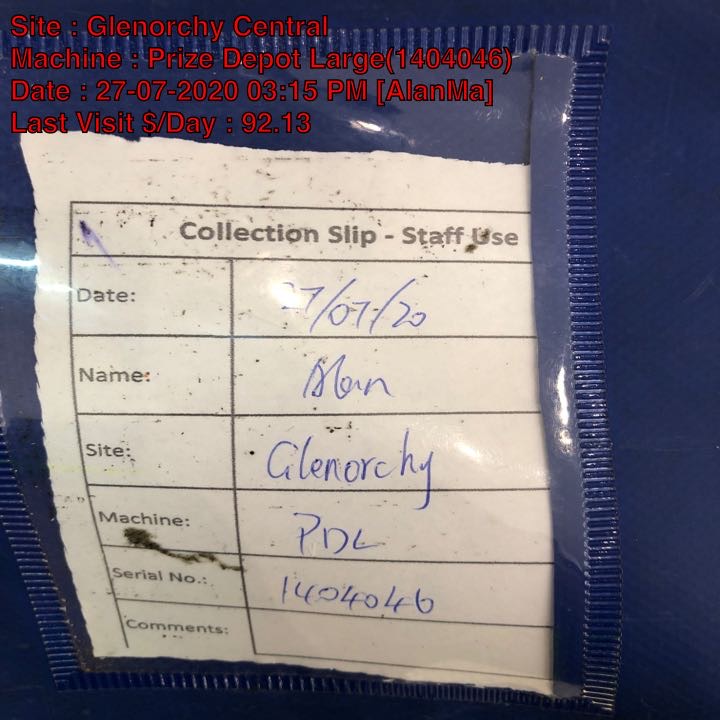 Site : Glenorchy Central
Machine : Prize Depot Large(1404046)
Date : 27-07-2020 03:15 PM [AlanMa]
Last Visit $/Day : 92.13
Collection Slip - Staff Use
Date: 27/07/20
Name: Alan
Site: Glenorchy
Machine: PDL
Serial No.: 1404046
Comments: